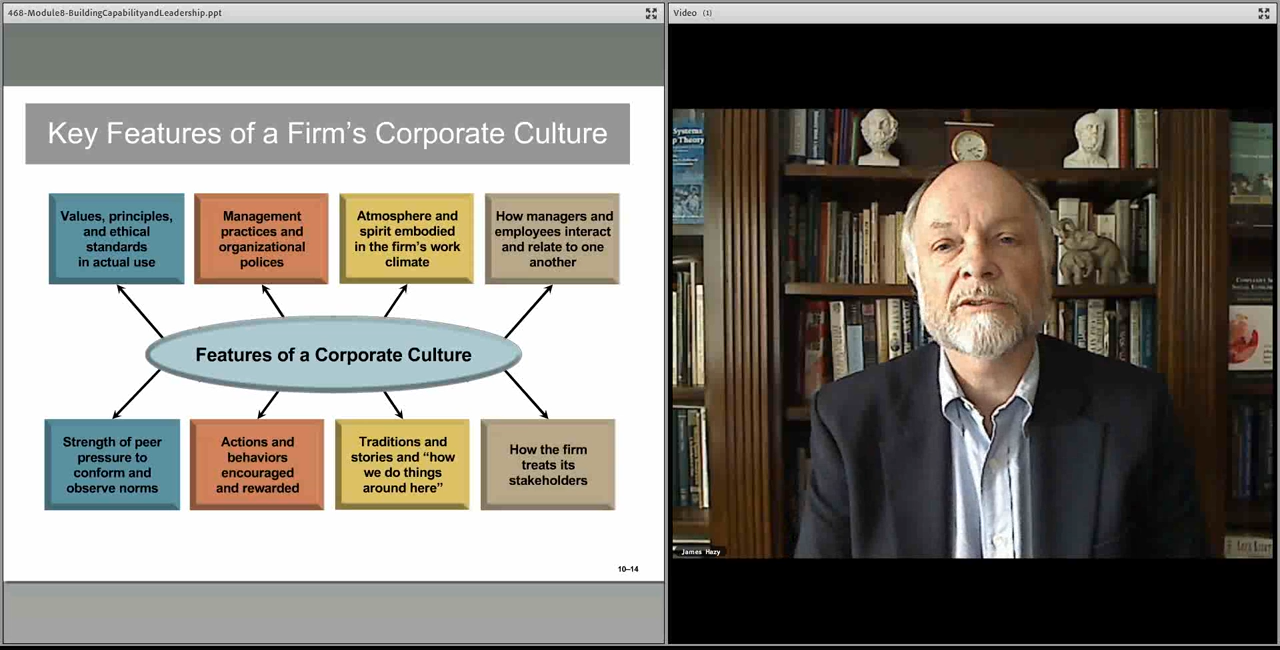 468-Module8-BuildingCapabilityandLeadership.ppt
Video (1)
Key Features of a Firm's Corporate Culture
Values, principles,
and ethical
standards
in actual use
Management
practices and
organizational
polices
Atmosphere and
spirit embodied
in the firm's work
climate
How managers and
employees interact
and relate to one
another
Features of a Corporate Culture
Strength of peer
pressure to
conform and
observe norms
Actions and
behaviors
encouraged
and rewarded
Traditions and
stories and “how
we do things
around here”
How the firm
treats its
stakeholders
10–14
Systems
Theory
James Hazy